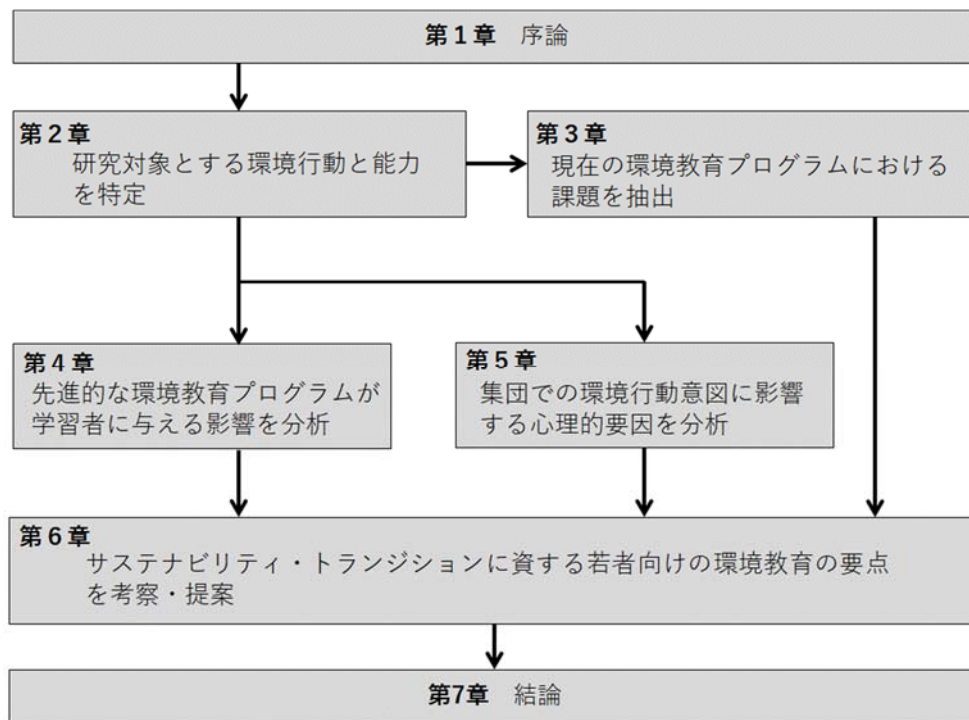 第1章 序論
第2章
研究対象とする環境行動と能力
を特定
第3章
現在の環境教育プログラムにおける
課題を抽出
第4章
先進的な環境教育プログラムが
学習者に与える影響を分析
第5章
集団での環境行動意図に影響
する心理的要因を分析
第6章
サステナビリティ・トランジションに資する若者向けの環境教育の要点
を考察・提案
第7章 結論